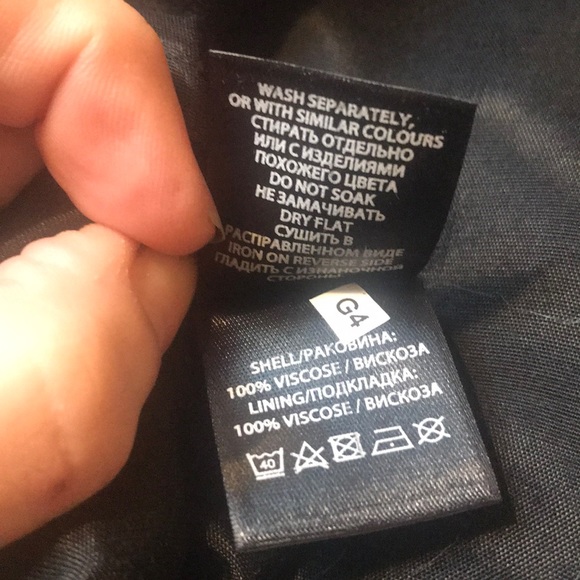 WASH SEPARATELY,
OR WITH SIMILAR COLOURS
СТИРАТЬ ОТДЕЛЬНО
ИЛИ С ИЗДЕЛИЯМИ
ПОХОЖЕГО ЦВЕТА
DO NOT SOAK
НЕ ЗАМАЧИВАТЬ
DRY FLAT
СУШИТЬ В
РАСПРАВЛЕННОМ ВИДЕ
IRON ON REVERSE SIDE
ГЛАДИТЬ С ИЗНАНОЧНОЙ
СТОРОНЫ
G4
SHELL/РАКОВИНА:
100% VISCOSE / ВИСКОЗА
LINING/ПОДКЛАДКА:
100% VISCOSE / ВИСКОЗА
40